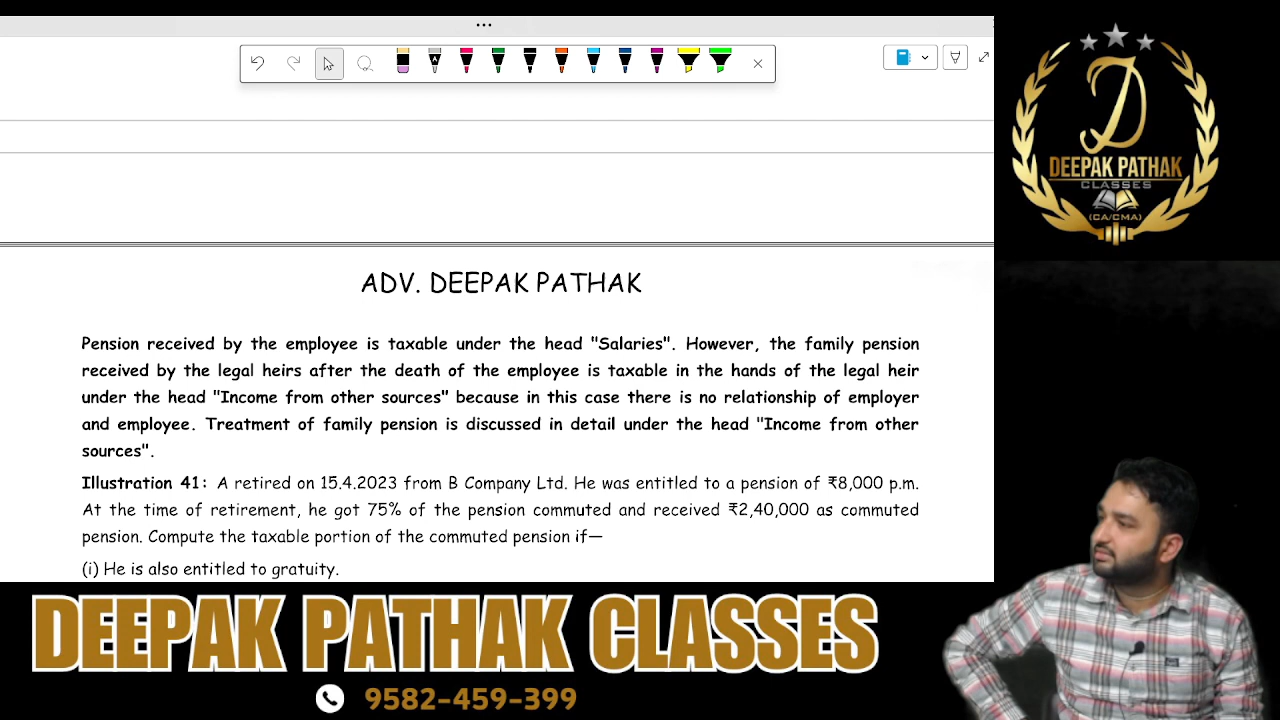 D
DEEPAK PATHAK
CLASSES
(CA/CMA)
ADV. DEEPAK PATHAK
Pension received by the employee is taxable under the head "Salaries". However, the family pension
received by the legal heirs after the death of the employee is taxable in the hands of the legal heir
under the head "Income from other sources" because in this case there is no relationship of employer
and employee. Treatment of family pension is discussed in detail under the head "Income from other
sources".
Illustration 41: A retired on 15.4.2023 from B Company Ltd. He was entitled to a pension of ₹8,000 p.m.
At the time of retirement, he got 75% of the pension commuted and received ₹2,40,000 as commuted
pension. Compute the taxable portion of the commuted pension if—
(i) He is also entitled to gratuity.
DEEPAK PATHAK CLASSES
9582-459-399